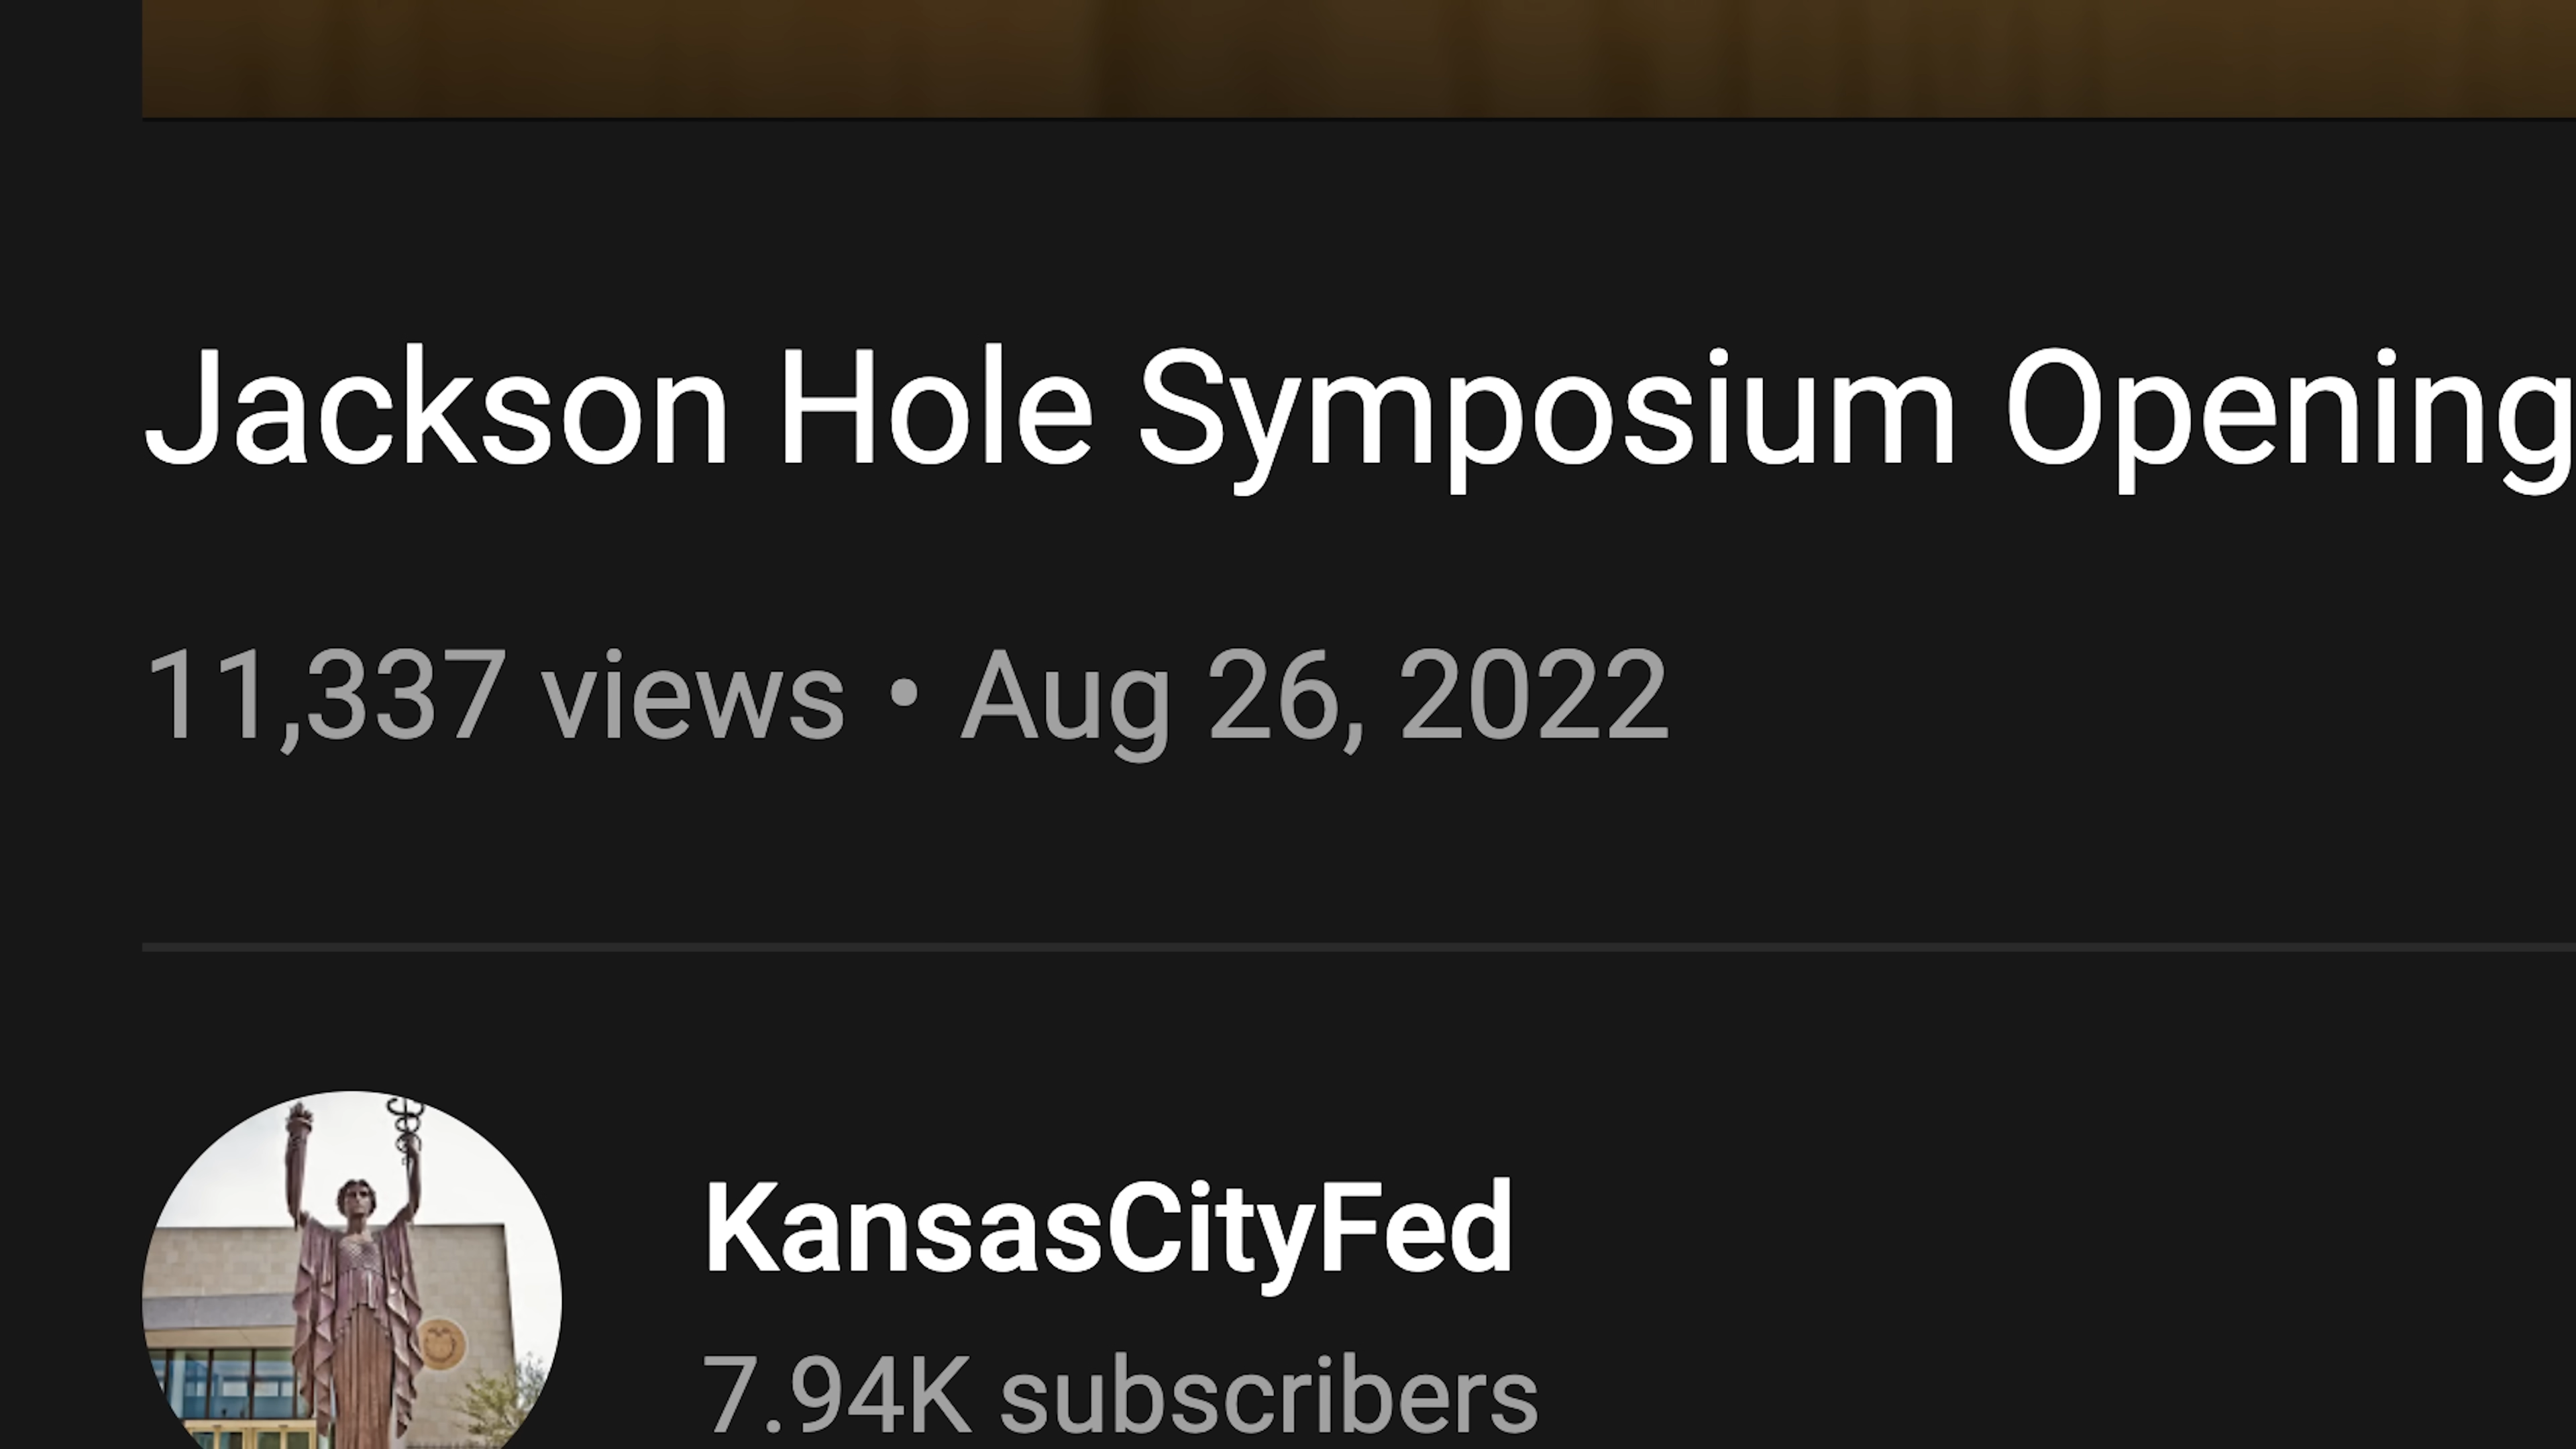 Jackson Hole Symposium Opening
11,337 views • Aug 26, 2022
KansasCityFed
7.94K subscribers